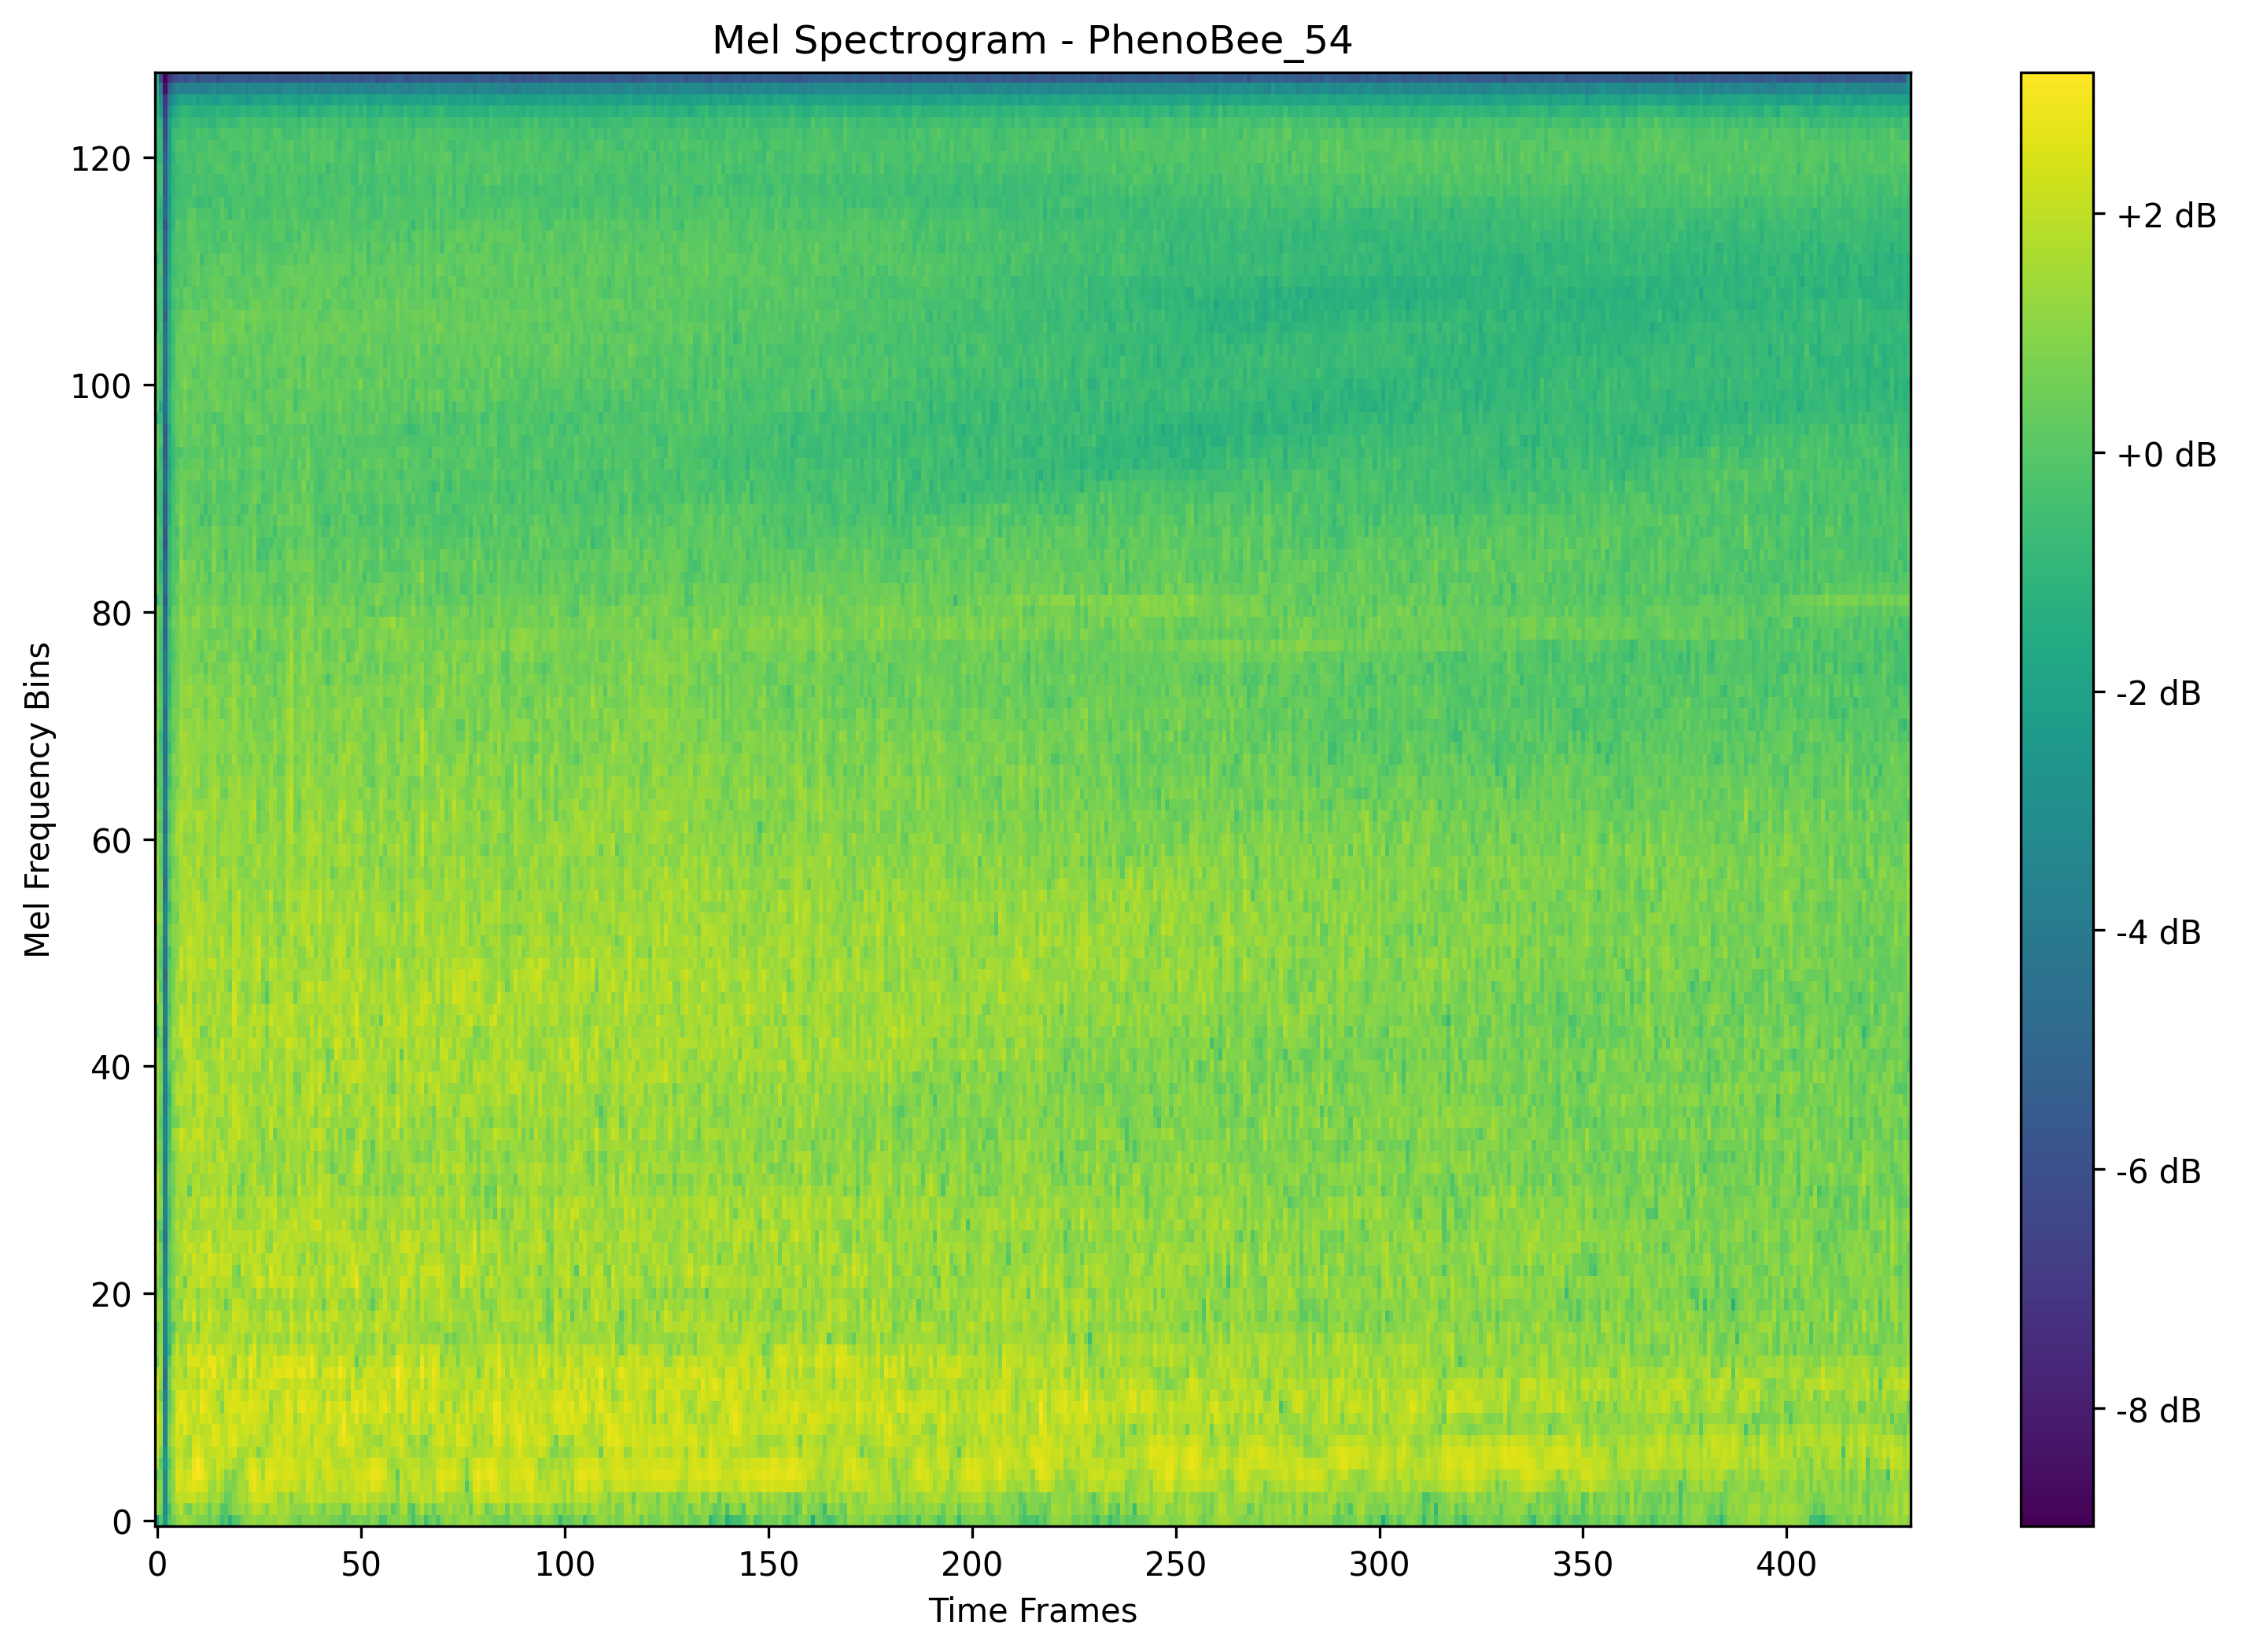 Mel Spectrogram - PhenoBee_54
Mel Frequency Bins
120
100
80
60
40
20
0
0 50 100 150 200 250 300 350 400
Time Frames
+2 dB
+0 dB
-2 dB
-4 dB
-6 dB
-8 dB